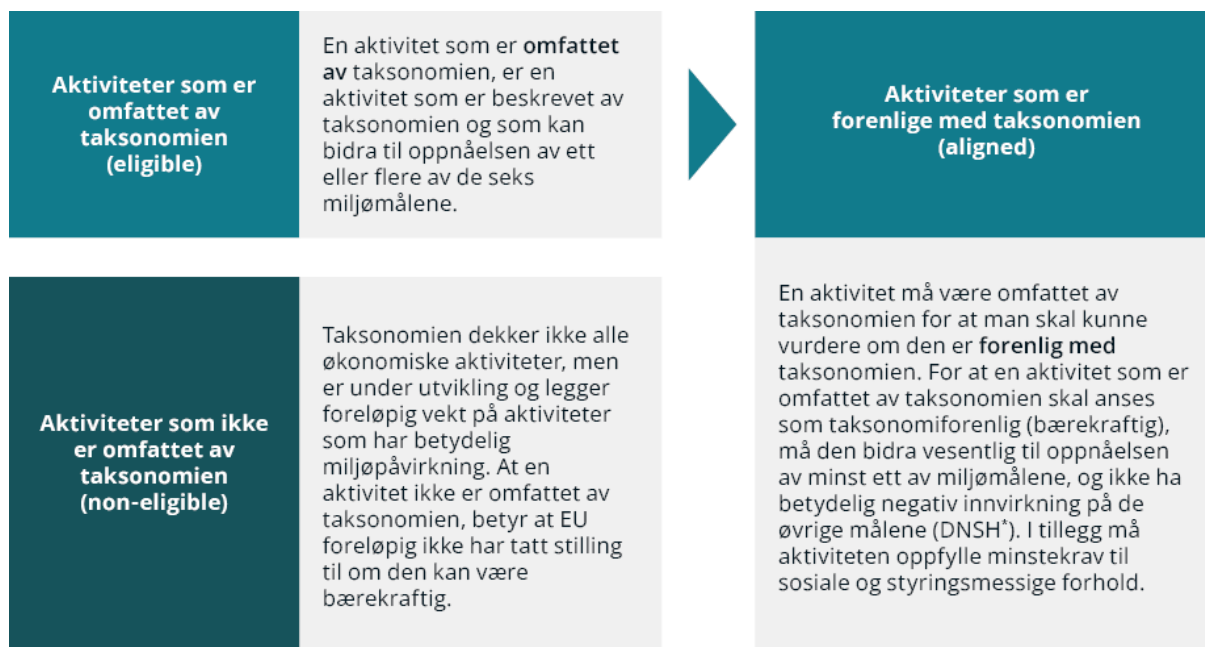 Aktiviteter som er
omfattet av
taksonomien
(eligible)
En aktivitet som er omfattet
av taksonomien, er en
aktivitet som er beskrevet av
taksonomien og som kan
bidra til oppnåelsen av ett
eller flere av de seks
miljømålene.
Aktiviteter som ikke
er omfattet av
taksonomien
(non-eligible)
Taksonomien dekker ikke alle
økonomiske aktiviteter, men
er under utvikling og legger
foreløpig vekt på aktiviteter
som har betydelig
miljøpåvirkning. At en
aktivitet ikke er omfattet av
taksonomien, betyr at EU
foreløpig ikke har tatt stilling
til om den kan være
bærekraftig.
Aktiviteter som er
forenlige med taksonomien
(aligned)
En aktivitet må være omfattet av
taksonomien for at man skal kunne
vurdere om den er forenlig med
taksonomien. For at en aktivitet som er
omfattet av taksonomien skal anses
som taksonomiforenlig (bærekraftig),
må den bidra vesentlig til oppnåelsen
av minst ett av miljømålene, og ikke ha
betydelig negativ innvirkning på de
øvrige målene (DNSH*). I tillegg må
aktiviteten oppfylle minstekrav til
sosiale og styringsmessige forhold.